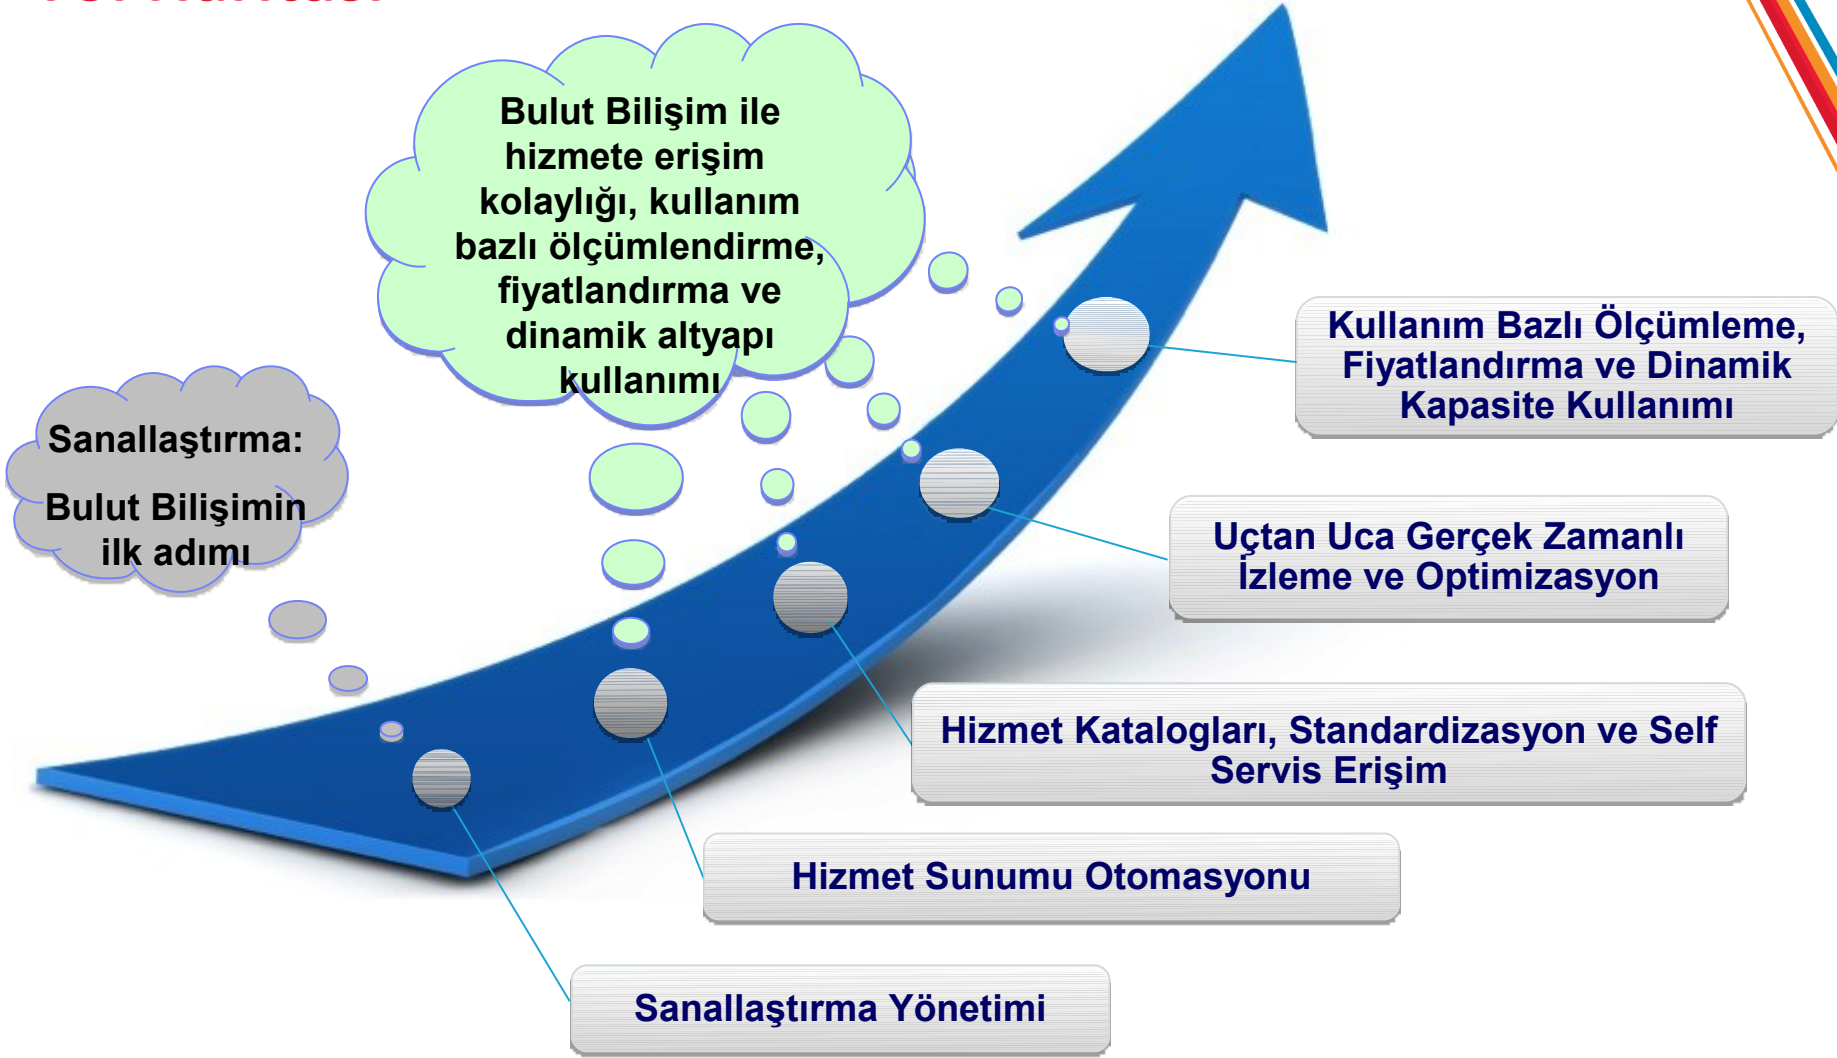 Bulut Bilişim ile
hizmete erişim
kolaylığı, kullanım
bazlı ölçümlendirme,
fiyatlandırma ve
dinamik altyapı
kullanımı
Sanallaştırma:
Bulut Bilişimin
ilk adımı
Kullanım Bazlı Ölçümleme,
Fiyatlandırma ve Dinamik
Kapasite Kullanımı
Uçtan Uca Gerçek Zamanlı
İzleme ve Optimizasyon
Hizmet Katalogları, Standardizasyon ve Self
Servis Erişim
Hizmet Sunumu Otomasyonu
Sanallaştırma Yönetimi